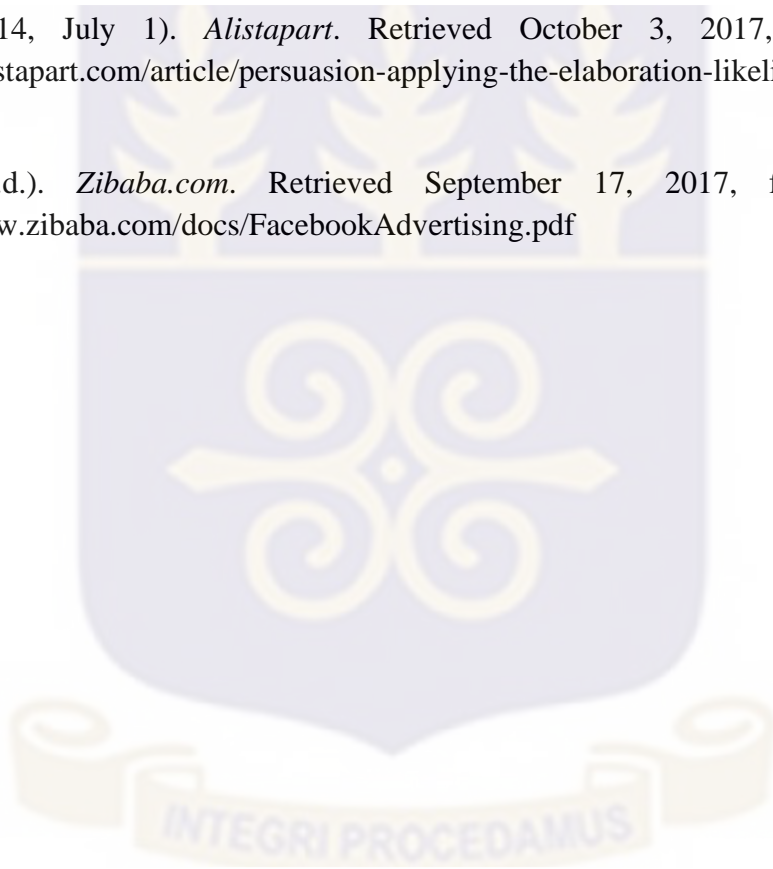 14, July 1). Alistapart. Retrieved October 3, 2017,
stapart.com/article/persuasion-applying-the-elaboration-likeli
.d.). Zibaba.com. Retrieved September 17, 2017, f
w.zibaba.com/docs/FacebookAdvertising.pdf
INTEGRI PROCEDAMUS